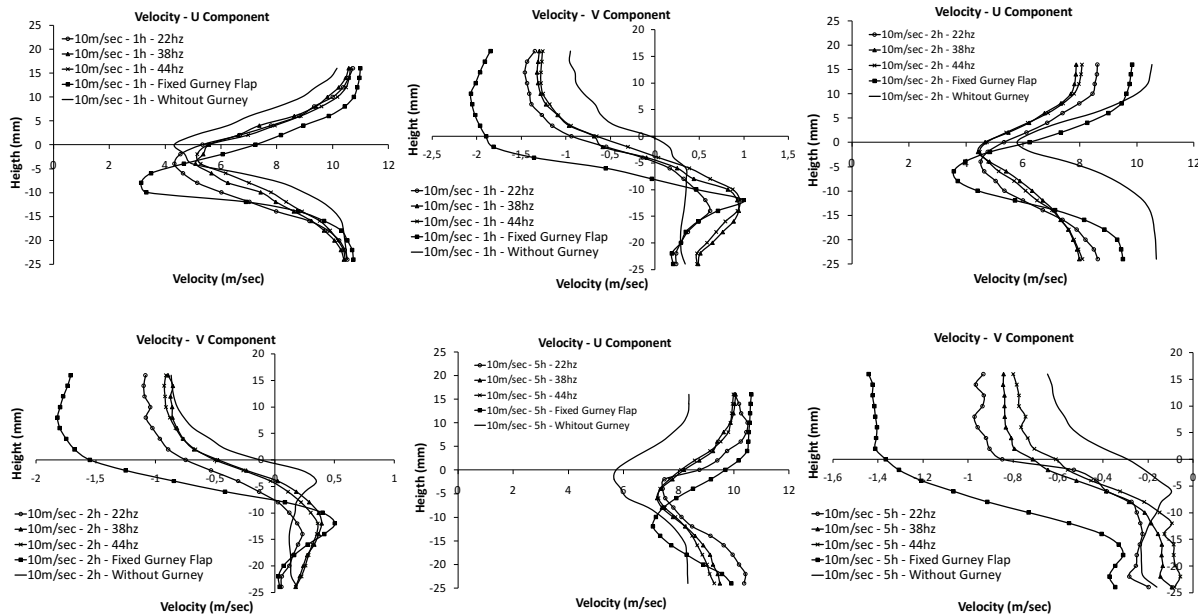 Velocity - U Component
Heigth (mm)
25
20
15
10
5
0
-5
-10
-15
-20
-25
0 2 4 6 8 10 12
10m/sec - 1h - 22hz
10m/sec - 1h - 38hz
10m/sec - 1h - 44hz
10m/sec - 1h - Fixed Gurney Flap
10m/sec - 1h - Whitout Gurney
Velocity (m/sec)
Velocity - V Component
Heigth (mm)
25
20
15
10
5
0
-5
-10
-15
-20
-25
-2,5 -2 -1,5 -1 -0,5 0 0,5 1 1,5
10m/sec - 1h - 22hz
10m/sec - 1h - 38hz
10m/sec - 1h - 44hz
10m/sec - 1h - Fixed Gurney Flap
10m/sec - 1h - Without Gurney
Velocity (m/sec)
Velocity - U Component
Heigth (mm)
25
20
15
10
5
0
-5
-10
-15
-20
-25
0 2 4 6 8 10 12
10m/sec - 2h - 22hz
10m/sec - 2h - 38hz
10m/sec - 2h - 44hz
10m/sec - 2h - Fixed Gurney Flap
10m/sec - 2h - Whitout Gurney
Velocity (m/sec)
Velocity - V Component
Heigth (mm)
20
15
10
5
0
-5
-10
-15
-20
-25
-2 -1,5 -1 -0,5 0 0,5 1
10m/sec - 2h - 22hz
10m/sec - 2h - 38hz
10m/sec - 2h - 44hz
10m/sec - 2h - Fixed Gurney Flap
10m/sec - 2h - Without Gurney
Velocity (m/sec)
Velocity - U Component
Heigth (mm)
25
20
15
10
5
0
-5
-10
-15
-20
-25
0 2 4 6 8 10 12
10m/sec - 5h - 22hz
10m/sec - 5h - 38hz
10m/sec - 5h - 44hz
10m/sec - 5h - Fixed Gurney Flap
10m/sec - 5h - Whitout Gurney
Velocity (m/sec)
Velocity - V Component
Heigth (mm)
20
15
10
5
0
-5
-10
-15
-20
-25
-1,6 -1,4 -1,2 -1 -0,8 -0,6 -0,4 -0,2 0
10m/sec - 5h - 22hz
10m/sec - 5h - 38hz
10m/sec - 5h - 44hz
10m/sec - 5h - Fixed Gurney Flap
10m/sec - 5h - Without Gurney
Velocity (m/sec)